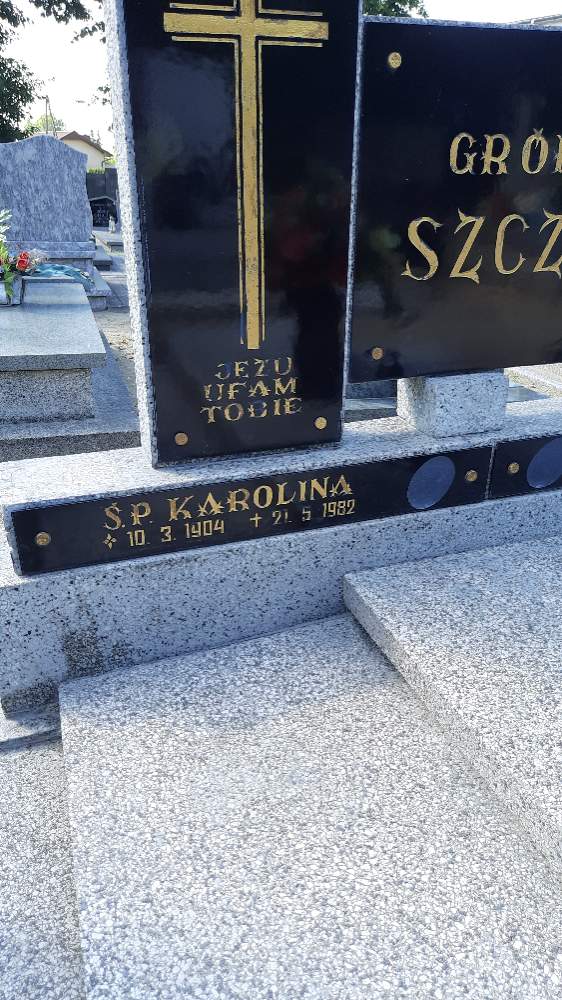 JEZU
UFAM
TOBIE
GRÓ
SZCZ
Ś.P. KAROLINA
* 10. 3. 1904 + 21. 5. 1982